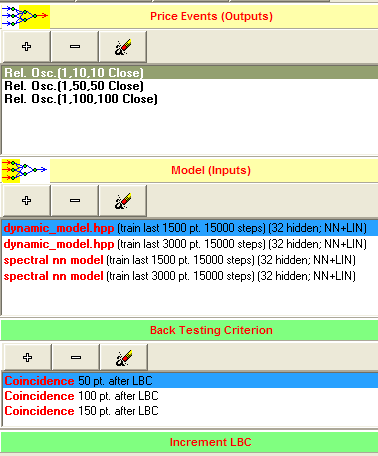 Price Events (Outputs)
+ −
Rel. Osc.(1,10,10 Close)
Rel. Osc.(1,50,50 Close)
Rel. Osc.(1,100,100 Close)
Model (Inputs)
+ −
dynamic_model.hpp (train last 1500 pt. 15000 steps) (32 hidden; NN+LIN)
dynamic_model.hpp (train last 3000 pt. 15000 steps) (32 hidden; NN+LIN)
spectral nn model (train last 1500 pt. 15000 steps) (32 hidden; NN+LIN)
spectral nn model (train last 3000 pt. 15000 steps) (32 hidden; NN+LIN)
Back Testing Criterion
+ −
Coincidence 50 pt. after LBC
Coincidence 100 pt. after LBC
Coincidence 150 pt. after LBC
Increment LBC